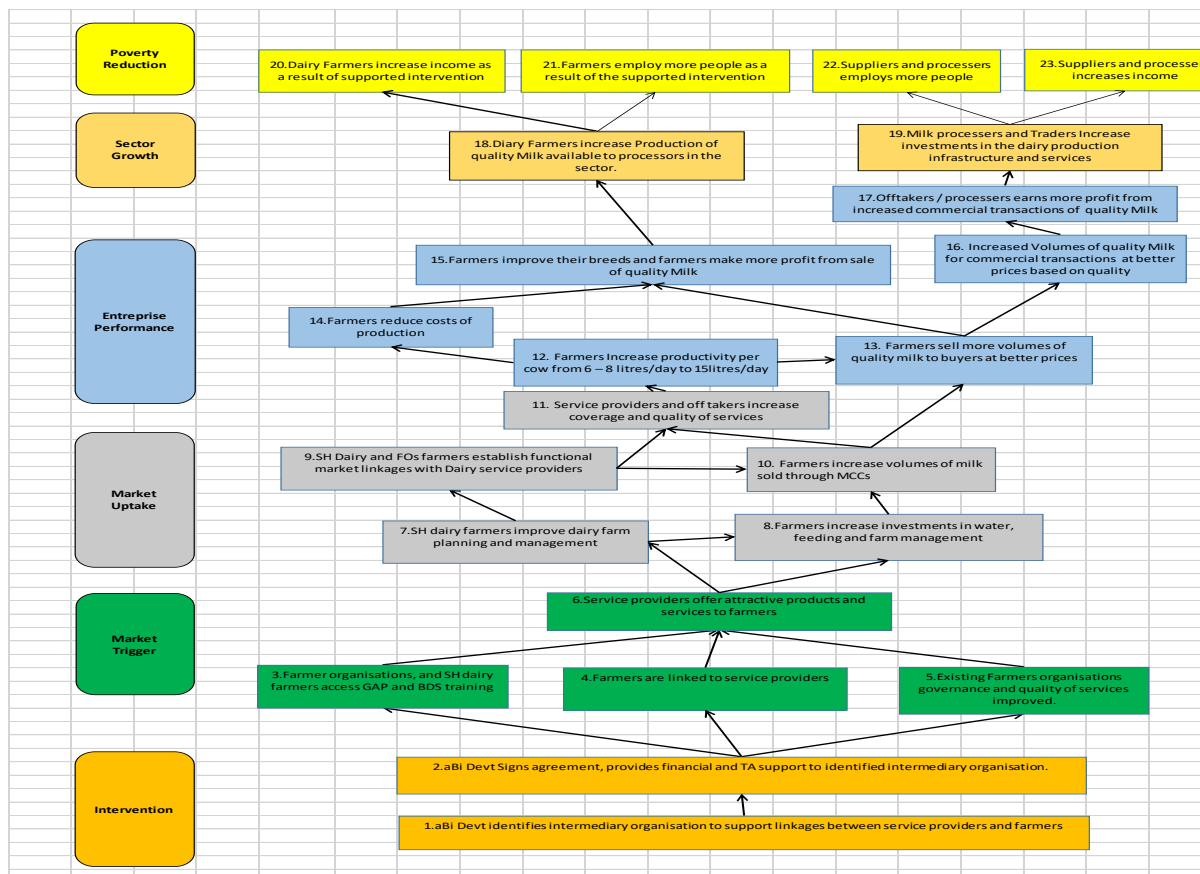 Poverty
Reduction
20.Dairy Farmers increase income as
a result of supported intervention
21.Farmers employ more people as a
result of the supported intervention
22.Suppliers and processers
employs more people
23.Suppliers and processe
increases income
Sector
Growth
18.Diary Farmers increase Production of
quality Milk available to processors in the
sector.
19.Milk processers and Traders Increase
investments in the dairy production
infrastructure and services
17.Offtakers / processers earns more profit from
increased commercial transactions of quality Milk
Entreprise
Performance
15.Farmers improve their breeds and farmers make more profit from sale
of quality Milk
16. Increased Volumes of quality Milk
for commercial transactions at better
prices based on quality
14.Farmers reduce costs of
production
12. Farmers Increase productivity per
cow from 6 – 8 litres/day to 15litres/day
13. Farmers sell more volumes of
quality milk to buyers at better prices
11. Service providers and off takers increase
coverage and quality of services
Market
Uptake
9.SH Dairy and FOs farmers establish functional
market linkages with Dairy service providers
10. Farmers increase volumes of milk
sold through MCCs
7.SH dairy farmers improve dairy farm
planning and management
8.Farmers increase investments in water,
feeding and farm management
Market
Trigger
6.Service providers offer attractive products and
services to farmers
3.Farmer organisations, and SH dairy
farmers access GAP and BDS training
4.Farmers are linked to service providers
5.Existing Farmers organisations
governance and quality of services
improved.
Intervention
2.aBi Devt Signs agreement, provides financial and TA support to identified intermediary organisation.
1.aBi Devt identifies intermediary organisation to support linkages between service providers and farmers